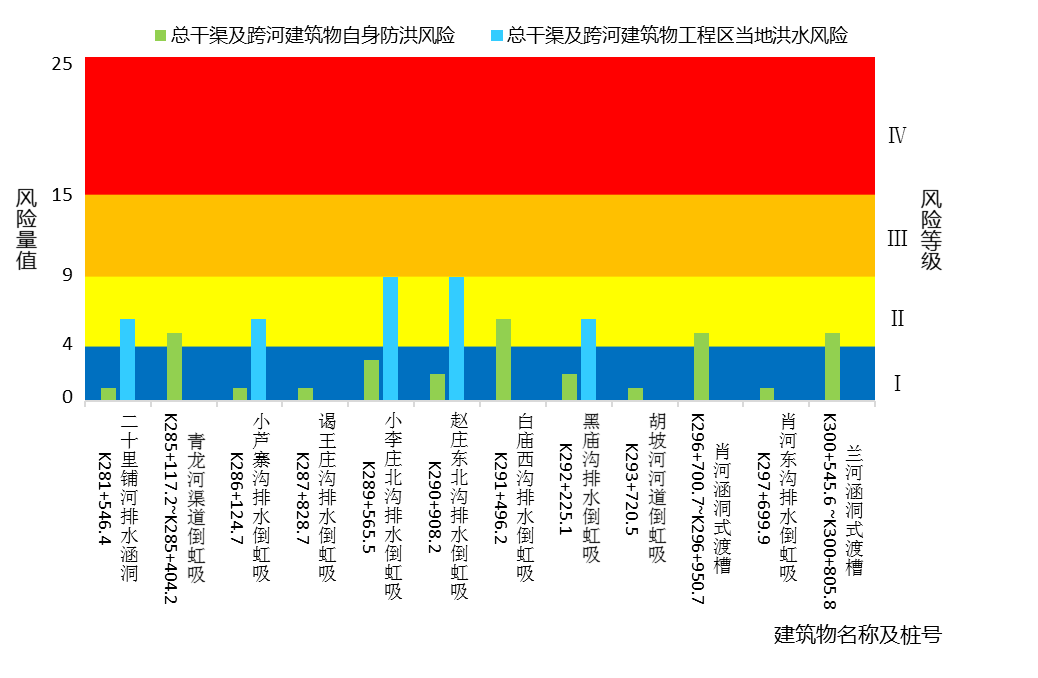 总干渠及跨河建筑物自身防洪风险
总干渠及跨河建筑物工程区当地洪水风险
25
15
9
4
0
风险量值
Ⅳ
Ⅲ
Ⅱ
Ⅰ
风险等级
二十里铺河排水涵洞
K281+546.4
青龙河渠道倒虹吸
K285+117.2~K285+404.2
小芦寨沟排水倒虹吸
K286+124.7
谒王庄沟排水倒虹吸
K287+828.7
小李庄北沟排水倒虹吸
K289+565.5
赵庄东北沟排水倒虹吸
K290+908.2
白庙西沟排水倒虹吸
K291+496.2
黑庙沟排水倒虹吸
K292+225.1
胡坡河河道倒虹吸
K293+720.5
肖河涵洞式渡槽
K296+700.7~K296+950.7
肖河东沟排水倒虹吸
K297+699.9
兰河涵洞式渡槽
K300+545.6 ~K300+805.8
建筑物名称及桩号